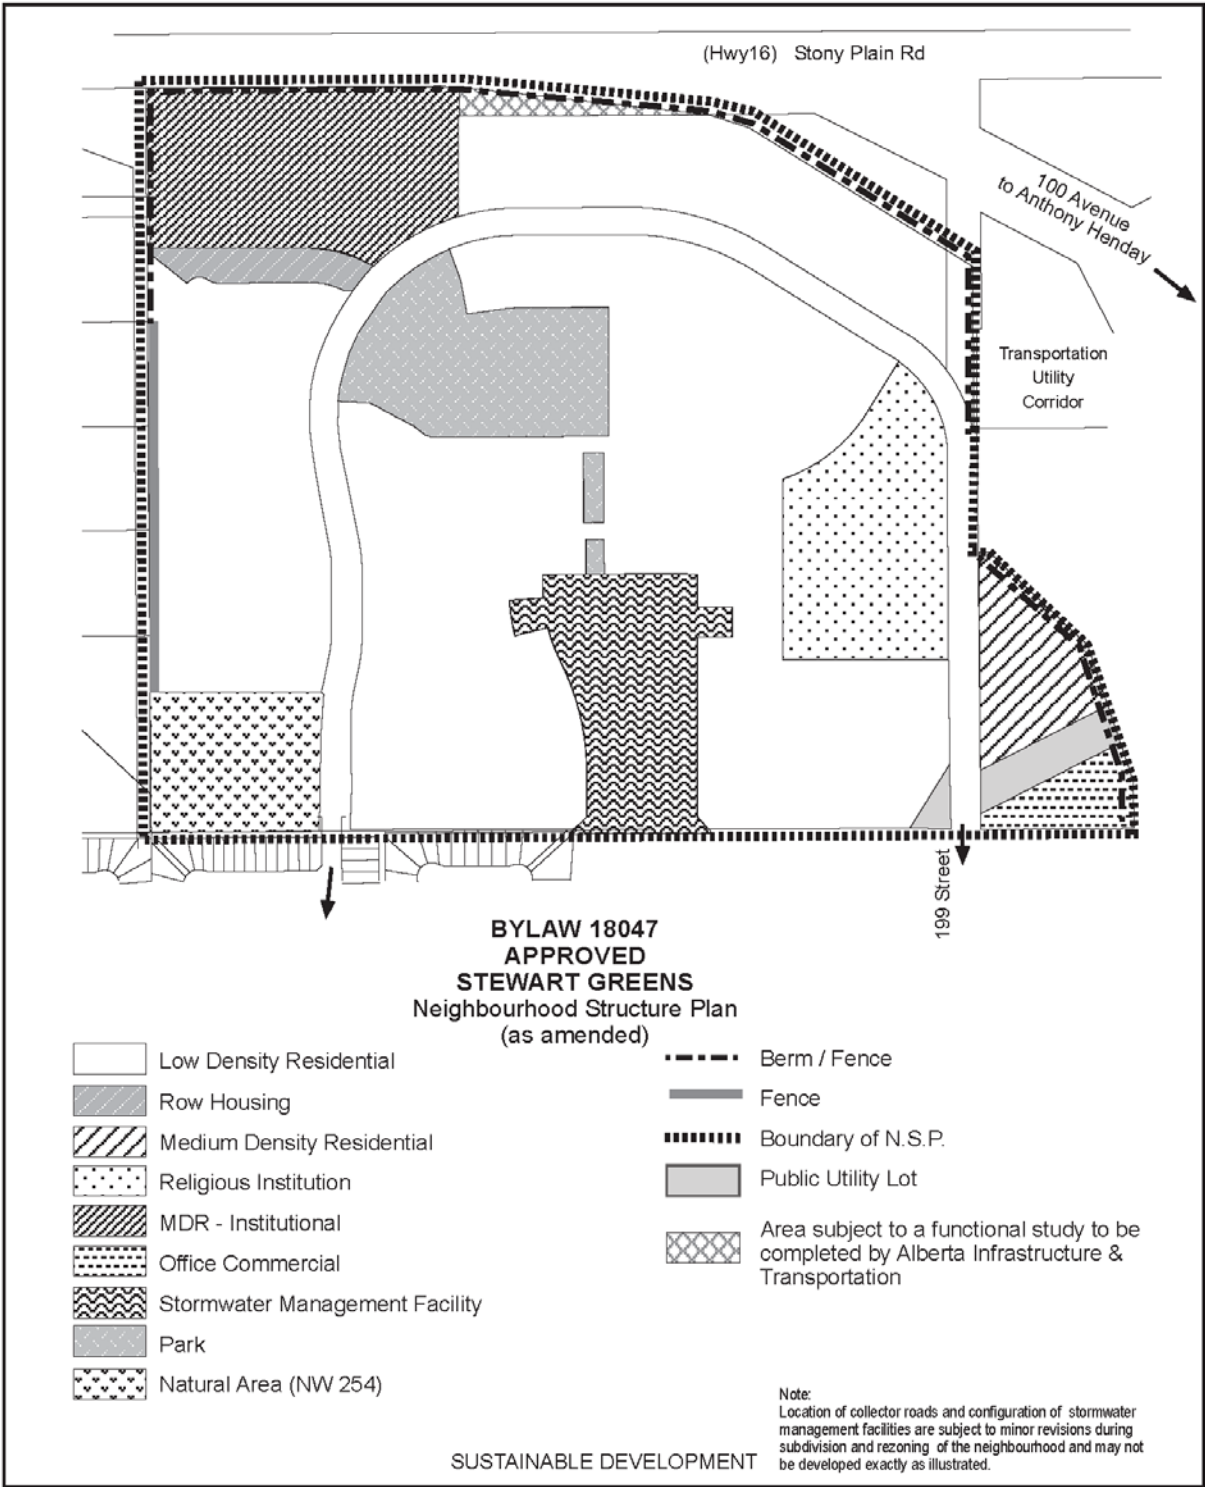 (Hwy16) Stony Plain Rd
100 Avenue
to Anthony Henday
Transportation
Utility
Corridor
199 Street
BYLAW 18047
APPROVED
STEWART GREENS
Neighbourhood Structure Plan
(as amended)
Low Density Residential
Row Housing
Medium Density Residential
Religious Institution
MDR - Institutional
Office Commercial
Stormwater Management Facility
Park
Natural Area (NW 254)
Berm / Fence
Fence
Boundary of N.S.P.
Public Utility Lot
Area subject to a functional study to be
completed by Alberta Infrastructure &
Transportation
SUSTAINABLE DEVELOPMENT
Note:
Location of collector roads and configuration of stormwater
management facilities are subject to minor revisions during
subdivision and rezoning of the neighbourhood and may not
be developed exactly as illustrated.